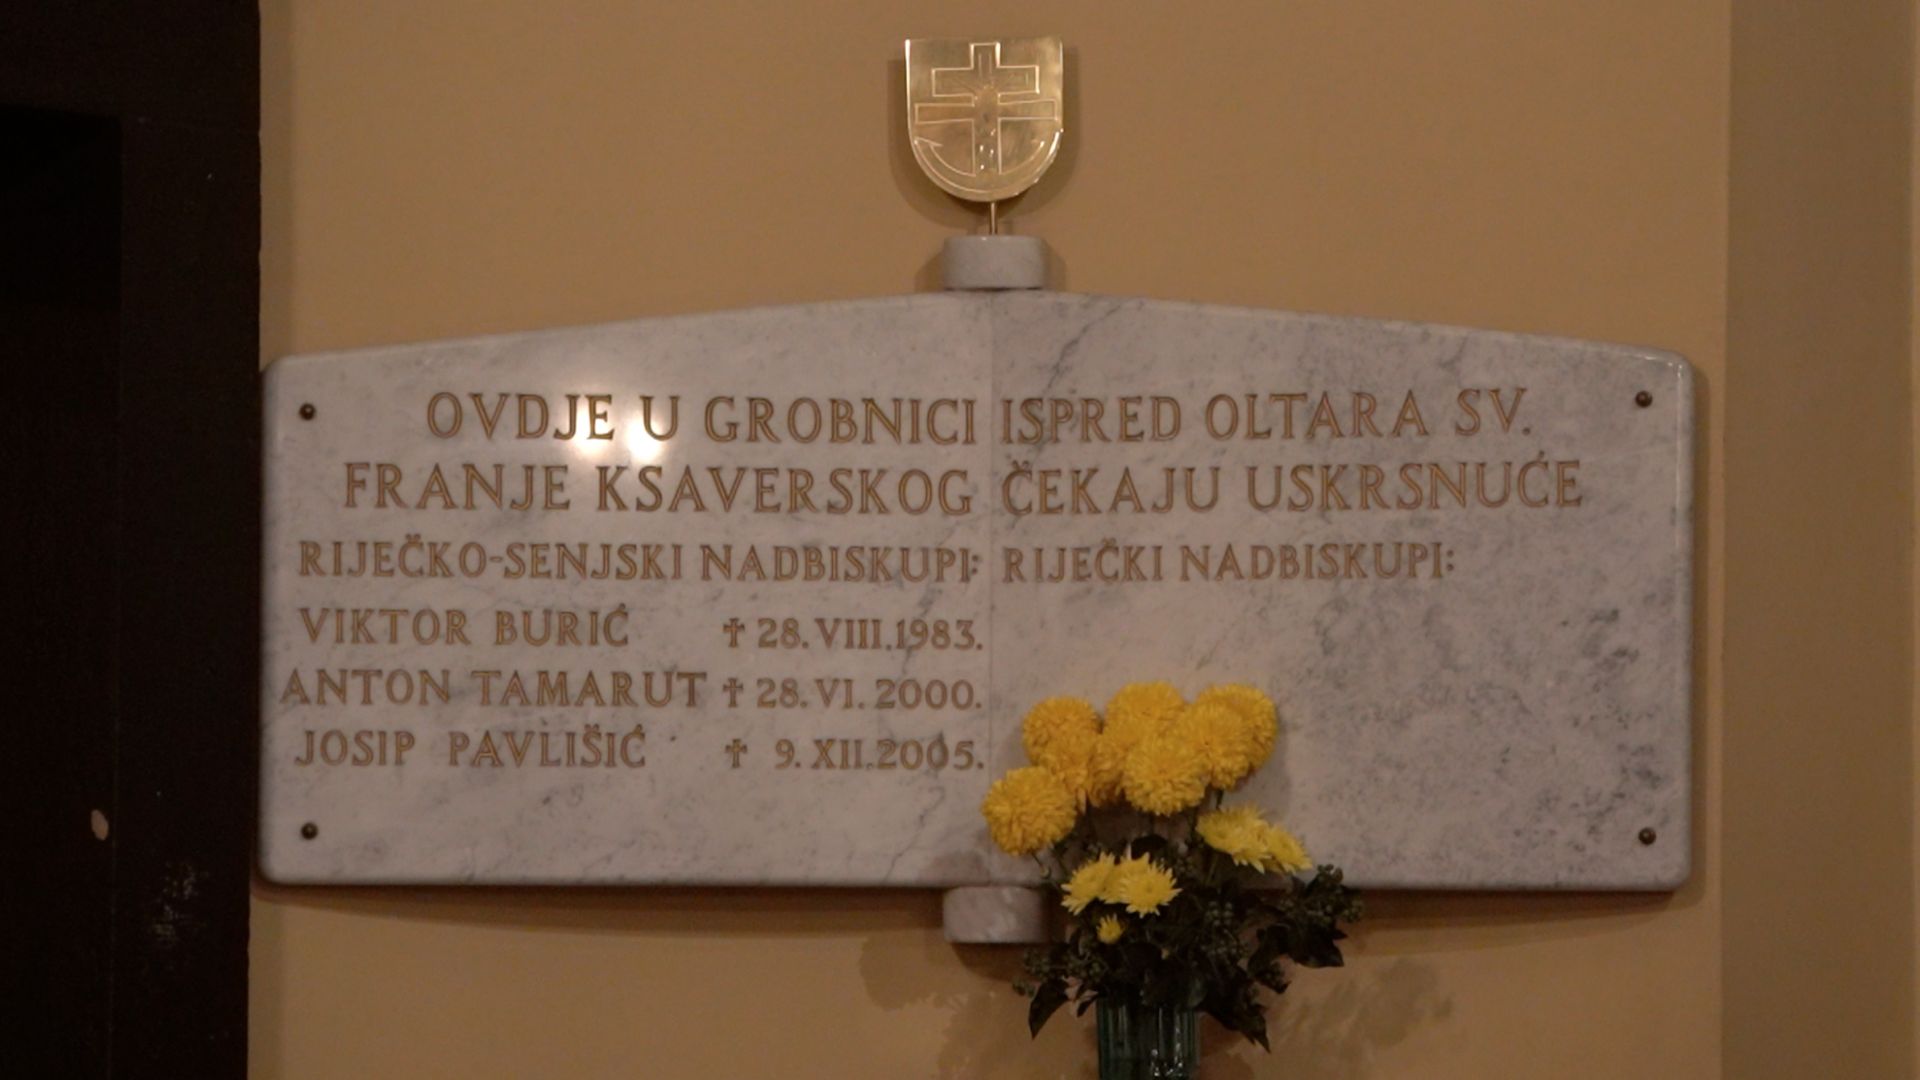 OVDJE U GROBNICI ISPRED OLTARA SV.
FRANJE KSAVERSKOG ČEKAJU USKRSNUĆE
RIJEČKO-SENJSKI NADBISKUPI: RIJEČKI NADBISKUPI:
VIKTOR BURIĆ † 28. VIII. 1983.
ANTON TAMARUT † 28. VI. 2000.
JOSIP PAVLIŠIĆ † 9. XII. 2005.